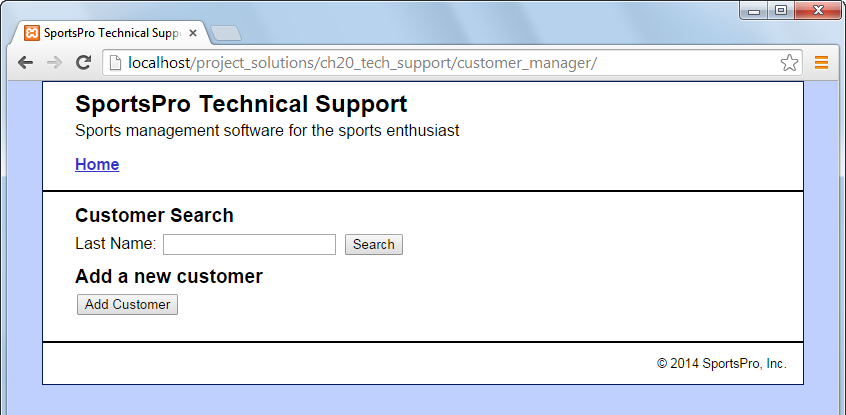 SportsPro Technical Supp
localhost/project_solutions/ch20_tech_support/customer_manager/
SportsPro Technical Support
Sports management software for the sports enthusiast
Home
Customer Search
Last Name: Search
Add a new customer
Add Customer
© 2014 SportsPro, Inc.